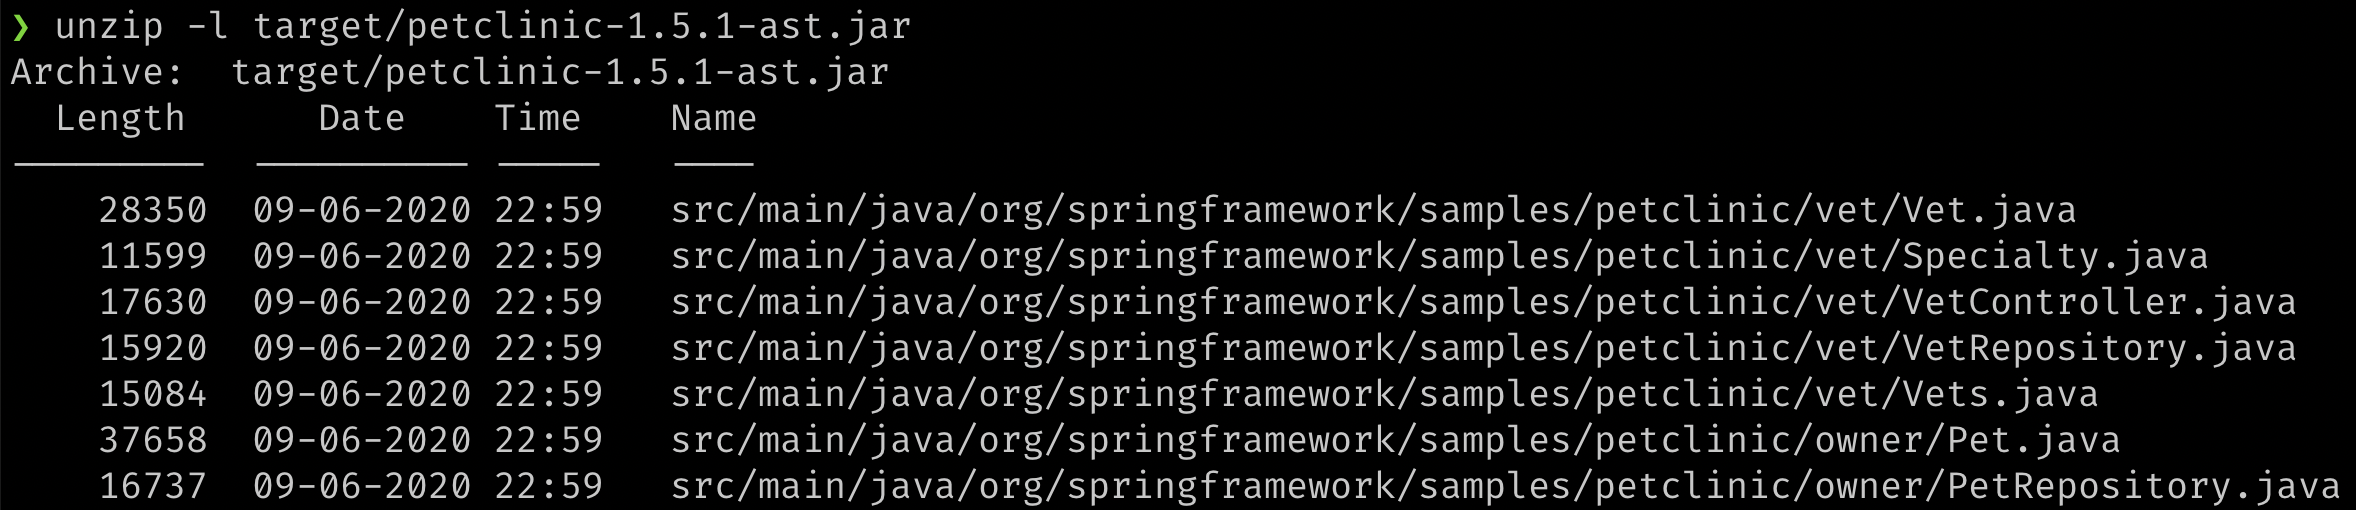 ❯ unzip -l target/petclinic-1.5.1-ast.jar
Archive:  target/petclinic-1.5.1-ast.jar
  Length      Date    Time    Name
---------  ---------- -----   ----
    28350  09-06-2020 22:59   src/main/java/org/springframework/samples/petclinic/vet/Vet.java
    11599  09-06-2020 22:59   src/main/java/org/springframework/samples/petclinic/vet/Specialty.java
    17630  09-06-2020 22:59   src/main/java/org/springframework/samples/petclinic/vet/VetController.java
    15920  09-06-2020 22:59   src/main/java/org/springframework/samples/petclinic/vet/VetRepository.java
    15084  09-06-2020 22:59   src/main/java/org/springframework/samples/petclinic/vet/Vets.java
    37658  09-06-2020 22:59   src/main/java/org/springframework/samples/petclinic/owner/Pet.java
    16737  09-06-2020 22:59   src/main/java/org/springframework/samples/petclinic/owner/PetRepository.java